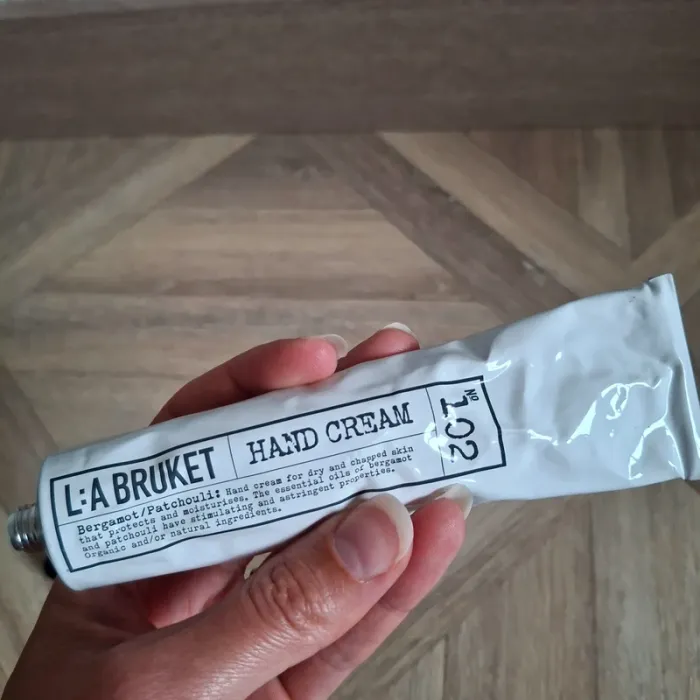 L:A BRUKET
HAND CREAM
Nº 102
Bergamot/Patchouli: Hand cream for dry and chapped skin
that protects and moisturises. The essential oils of bergamot
and patchouli have stimulating and astringent properties.
Organic and/or natural ingredients.